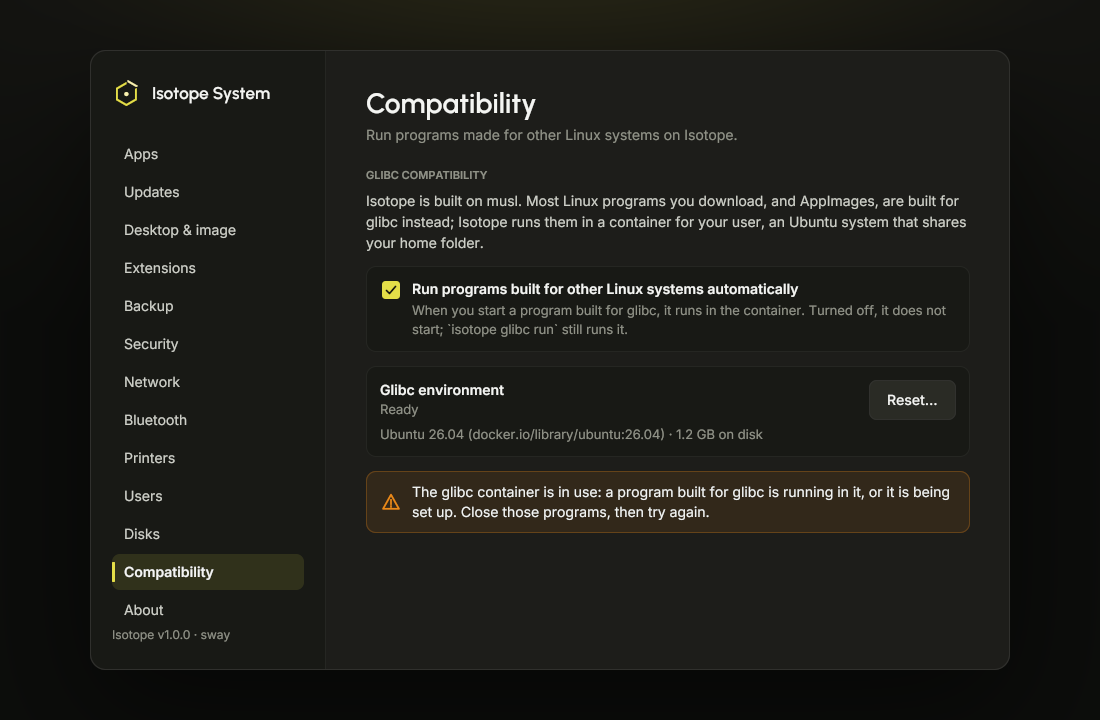 Isotope System
Apps
Updates
Desktop & image
Extensions
Backup
Security
Network
Bluetooth
Printers
Users
Disks
Compatibility
About
Isotope v1.0.0 · sway
Compatibility
Run programs made for other Linux systems on Isotope.
GLIBC COMPATIBILITY
Isotope is built on musl. Most Linux programs you download, and AppImages, are built for
glibc instead; Isotope runs them in a container for your user, an Ubuntu system that shares
your home folder.
Run programs built for other Linux systems automatically
When you start a program built for glibc, it runs in the container. Turned off, it does not
start; `isotope glibc run` still runs it.
Glibc environment
Ready
Reset...
Ubuntu 26.04 (docker.io/library/ubuntu:26.04) · 1.2 GB on disk
The glibc container is in use: a program built for glibc is running in it, or it is being
set up. Close those programs, then try again.